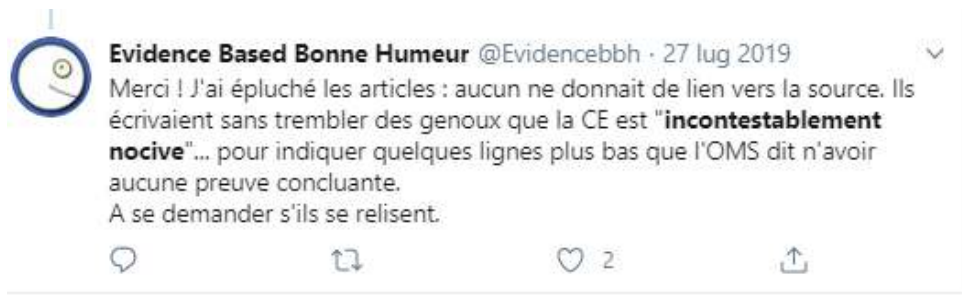 Evidence Based Bonne Humeur @Evidencebbh · 27 lug 2019
Merci ! J'ai épluché les articles : aucun ne donnait de lien vers la source. Ils
écrivaient sans trembler des genoux que la CE est "incontestablement
nocive"... pour indiquer quelques lignes plus bas que l'OMS dit n'avoir
aucune preuve concluante.
A se demander s'ils se relisent.
2